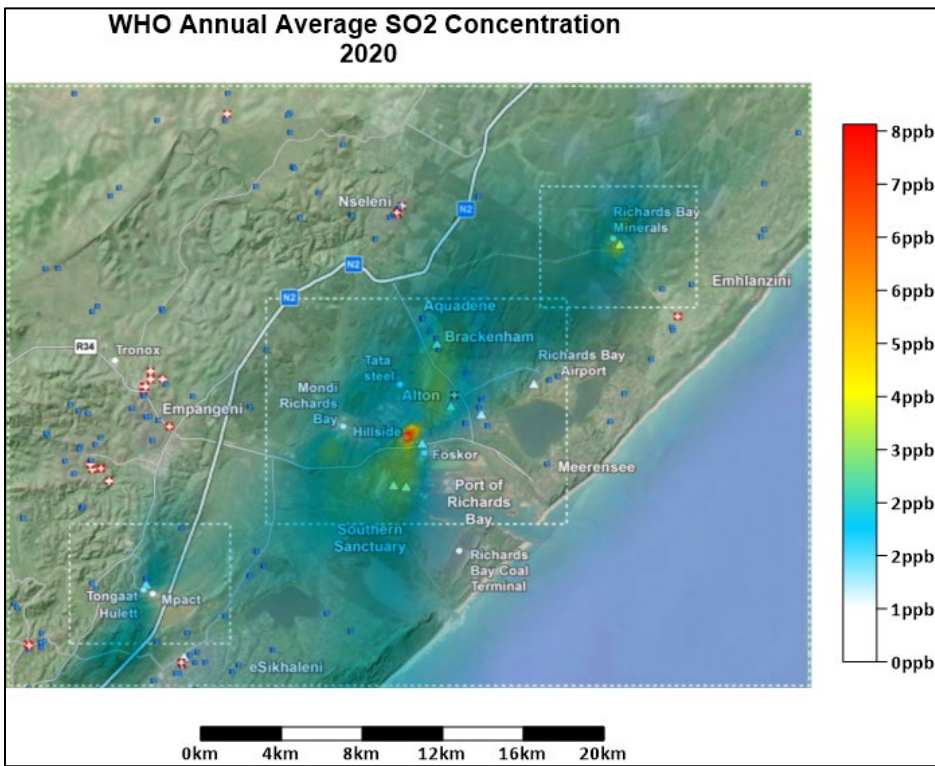 WHO Annual Average SO2 Concentration
2020
Nseleni
N2
Richards Bay
Minerals
N2
Emhlanzini
N2
Aquadene
Brackenham
R34
Tronox
Tata
steel
Richards Bay
Airport
Mondi
Richards
Bay
Alton
Empangeni
Hillside
Foskor
Meerensee
Port of
Richards
Bay
Southern
Sanctuary
Richards
Bay Coal
Terminal
Tongaat
Hulett
Mpact
eSikhaleni
8ppb
7ppb
6ppb
6ppb
5ppb
4ppb
3ppb
2ppb
2ppb
1ppb
0ppb
0km 4km 8km 12km 16km 20km